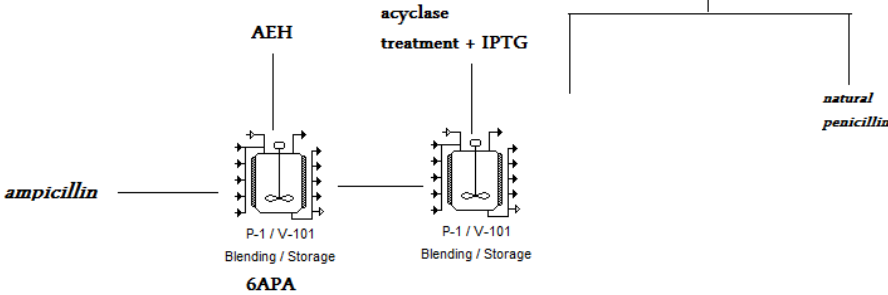 acyclase
treatment + IPTG
AEH
natural
penicillin
ampicillin
P-1 / V-101
Blending / Storage
6APA
P-1 / V-101
Blending / Storage